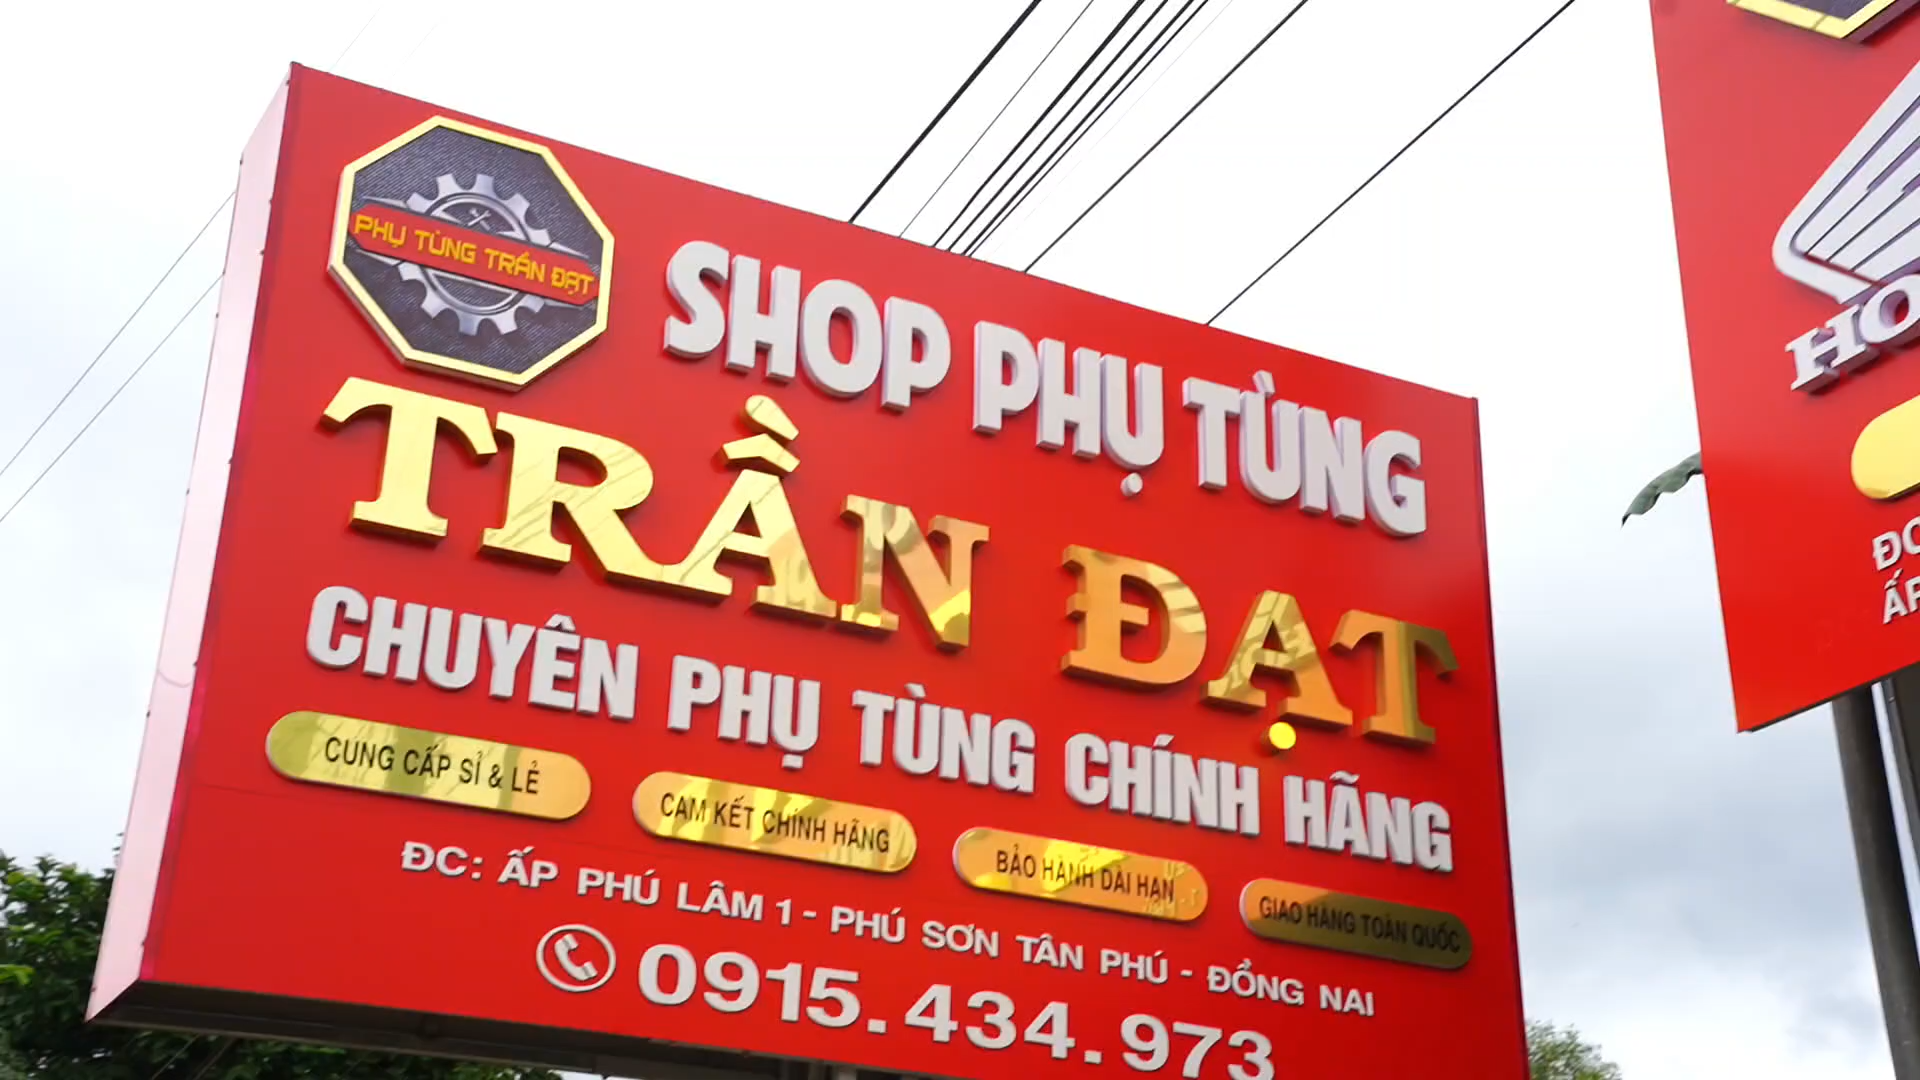 PHỤ TÙNG TRẦN ĐẠT
SHOP PHỤ TÙNG
TRẦN ĐẠT
CHUYÊN PHỤ TÙNG CHÍNH HÃNG
CUNG CẤP SỈ & LẺ
CAM KẾT CHÍNH HÃNG
BẢO HÀNH DÀI HẠN
GIAO HÀNG TOÀN QUỐC
ĐC: ẤP PHÚ LÂM 1 - PHÚ SƠN TÂN PHÚ - ĐỒNG NAI
0915.434.973